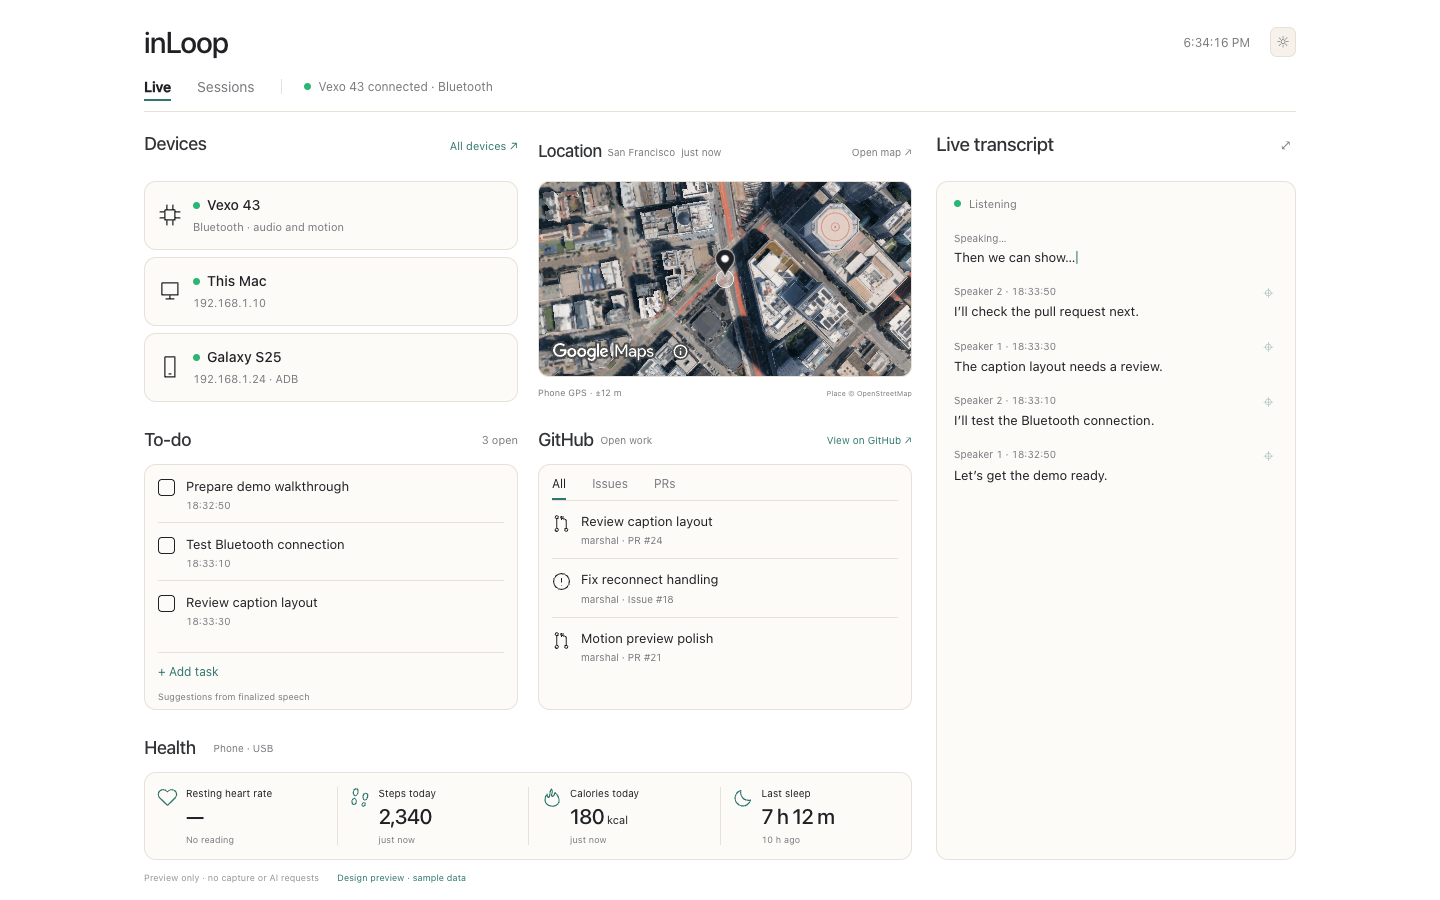 inLoop
6:34:16 PM
Live
Sessions
Vexo 43 connected · Bluetooth
Devices
All devices ↗
Vexo 43
Bluetooth · audio and motion
This Mac
192.168.1.10
Galaxy S25
192.168.1.24 · ADB
Location San Francisco just now
Open map ↗
Google Maps
Phone GPS · ±12 m
Place © OpenStreetMap
To-do
3 open
Prepare demo walkthrough
18:32:50
Test Bluetooth connection
18:33:10
Review caption layout
18:33:30
+ Add task
Suggestions from finalized speech
GitHub Open work
View on GitHub ↗
All
Issues
PRs
Review caption layout
marshal · PR #24
Fix reconnect handling
marshal · Issue #18
Motion preview polish
marshal · PR #21
Health
Phone · USB
Resting heart rate
—
No reading
Steps today
2,340
just now
Calories today
180 kcal
just now
Last sleep
7 h 12 m
10 h ago
Preview only · no capture or AI requests
Design preview · sample data
Live transcript
Listening
Speaking...
Then we can show...
Speaker 2 · 18:33:50
I’ll check the pull request next.
Speaker 1 · 18:33:30
The caption layout needs a review.
Speaker 2 · 18:33:10
I’ll test the Bluetooth connection.
Speaker 1 · 18:32:50
Let’s get the demo ready.